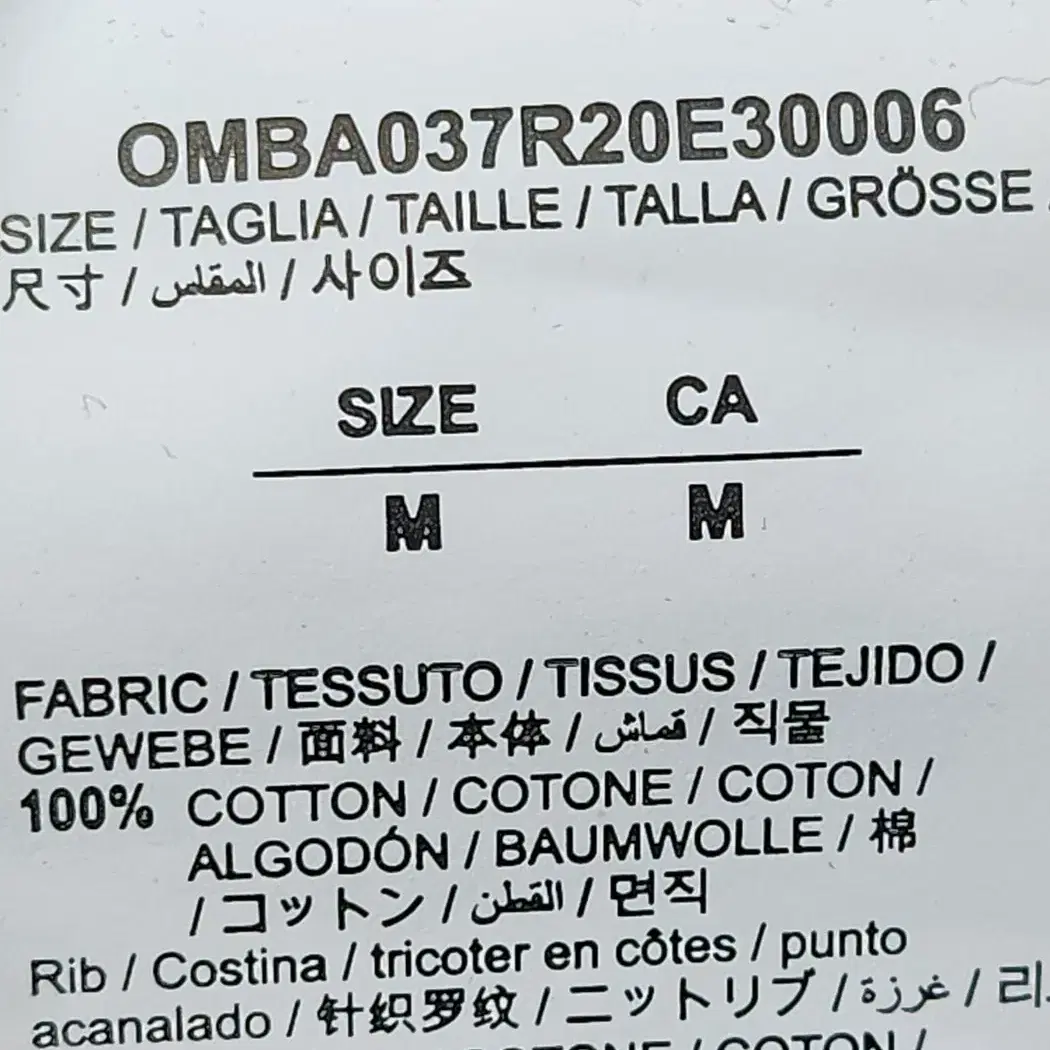 OMBA037R20E30006
SIZE / TAGLIA / TAILLE / TALLA / GRÖSSE
尺寸 / المقاس / 사이즈
SIZE CA
M M
FABRIC / TESSUTO / TISSUS / TEJIDO /
GEWEBE / 面料 / 本体 / قماش / 직물
100% COTTON / COTONE / COTON /
ALGODÓN / BAUMWOLLE / 棉
/ コットン / القطن / 면직
Rib / Costina / tricoter en côtes / punto
acanalado / 针织罗纹 / ニットリブ / غرزة / 리
COTONE / COTON /